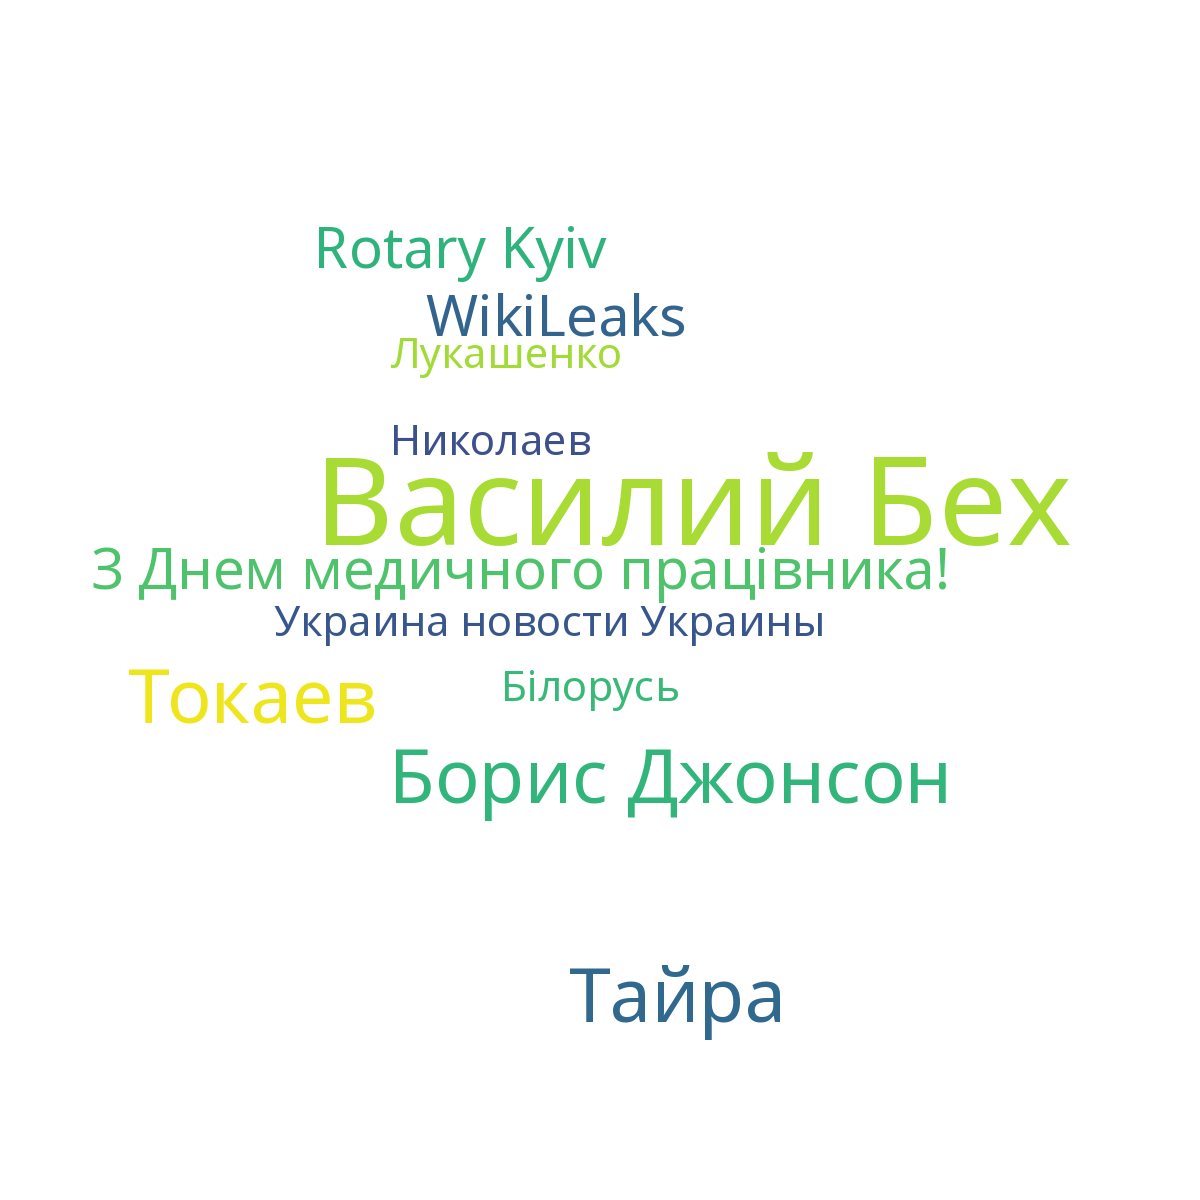 Rotary Kyiv
WikiLeaks
Лукашенко
Николаев
Василий Бех
З Днем медичного працівника!
Украина новости Украины
Білорусь
Токаев
Борис Джонсон
Тайра